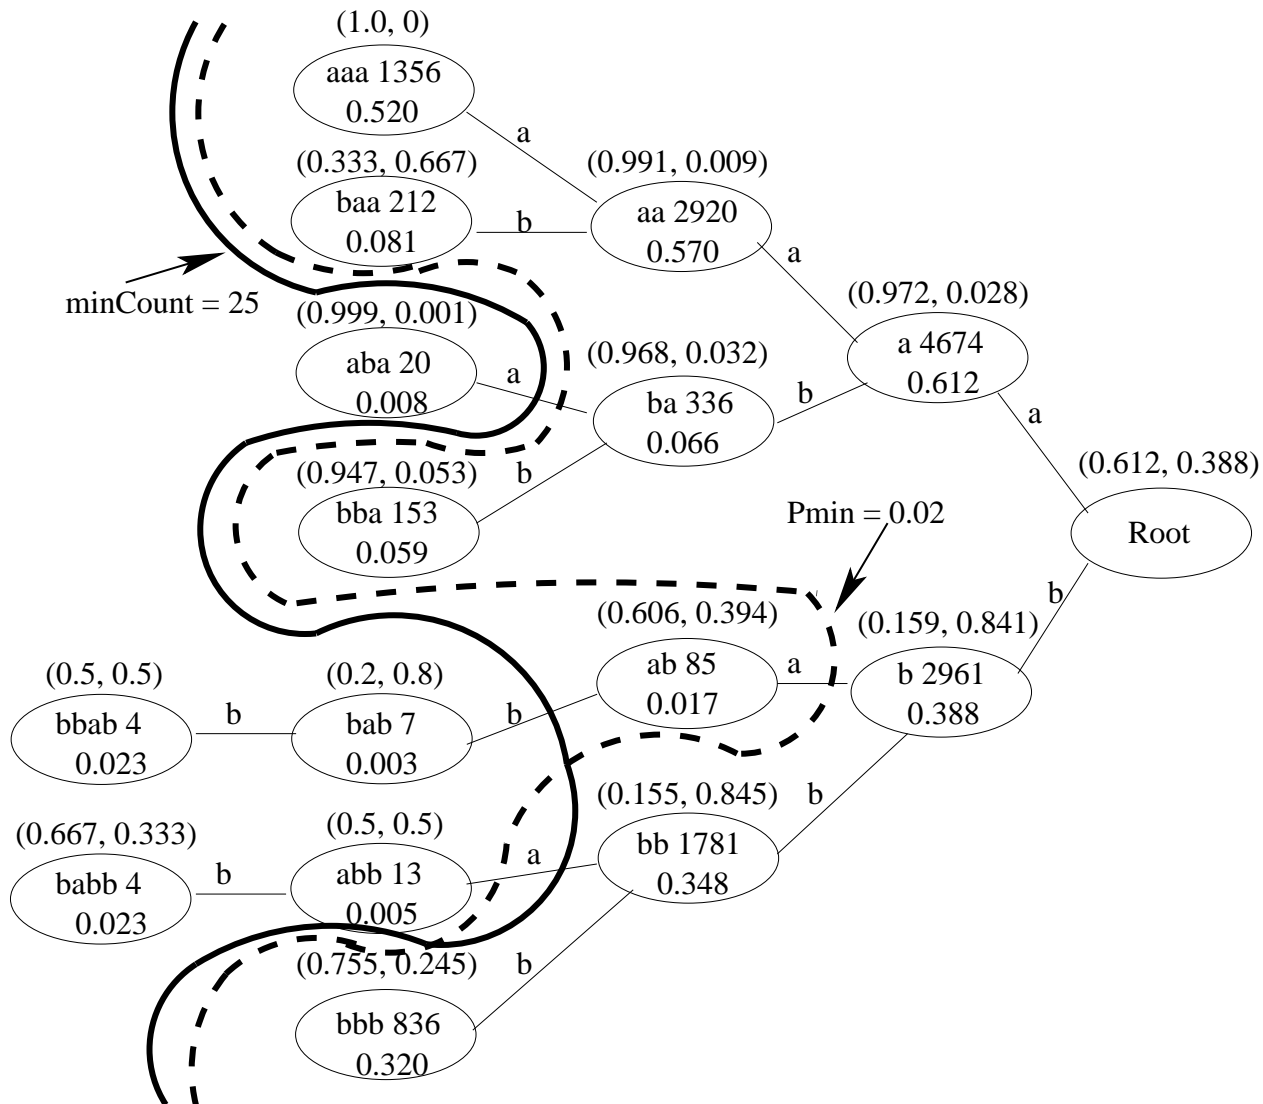 (1.0, 0)
aaa 1356
0.520
a
(0.333, 0.667)
baa 212
0.081
b
(0.991, 0.009)
aa 2920
0.570
a
minCount = 25
(0.999, 0.001)
aba 20
0.008
a
(0.968, 0.032)
ba 336
0.066
b
(0.972, 0.028)
a 4674
0.612
a
(0.947, 0.053)
bba 153
0.059
b
Pmin = 0.02
(0.612, 0.388)
Root
b
(0.606, 0.394)
ab 85
0.017
a
(0.159, 0.841)
b 2961
0.388
(0.5, 0.5)
bbab 4
0.023
b
(0.2, 0.8)
bab 7
0.003
b
(0.155, 0.845)
bb 1781
0.348
b
(0.667, 0.333)
babb 4
0.023
b
(0.5, 0.5)
abb 13
0.005
a
(0.755, 0.245)
bbb 836
0.320
b